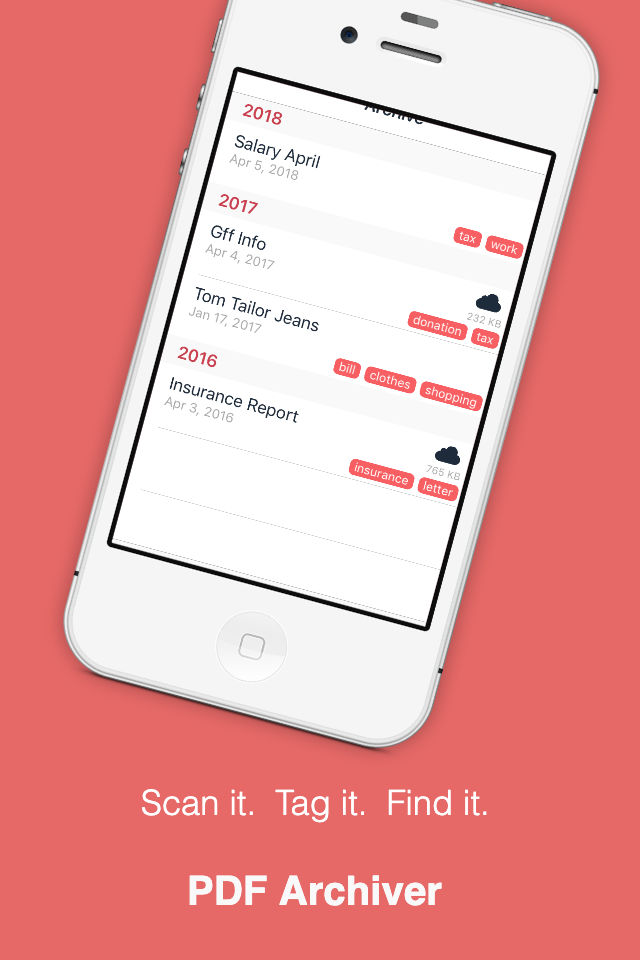 Archive
2018
Salary April
Apr 5, 2018
tax work
2017
Gff Info
Apr 4, 2017
232 KB
donation tax
Tom Tailor Jeans
Jan 17, 2017
bill clothes shopping
2016
Insurance Report
Apr 3, 2016
765 KB
insurance letter
Scan it. Tag it. Find it.
PDF Archiver